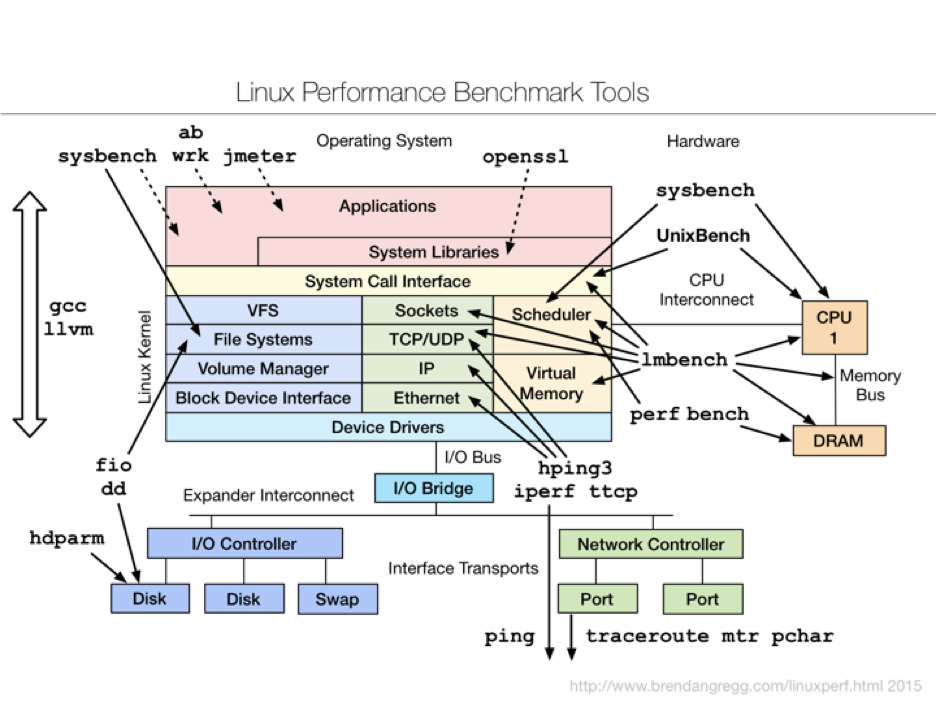 Linux Performance Benchmark Tools
Operating System
Hardware
sysbench
ab
wrk
jmeter
openssl
sysbench
UnixBench
Applications
System Libraries
System Call Interface
CPU
Interconnect
gcc
llvm
Linux Kernel
VFS
Sockets
Scheduler
File Systems
TCP/UDP
Volume Manager
IP
Virtual
Memory
Block Device Interface
Ethernet
Device Drivers
CPU
1
lmbench
Memory
Bus
perf bench
DRAM
fio
dd
I/O Bus
hping3
iperf ttcp
I/O Bridge
Expander Interconnect
hdparm
I/O Controller
Network Controller
Interface Transports
Disk
Disk
Swap
Port
Port
ping
traceroute mtr pchar
http://www.brendangregg.com/linuxperf.html 2015